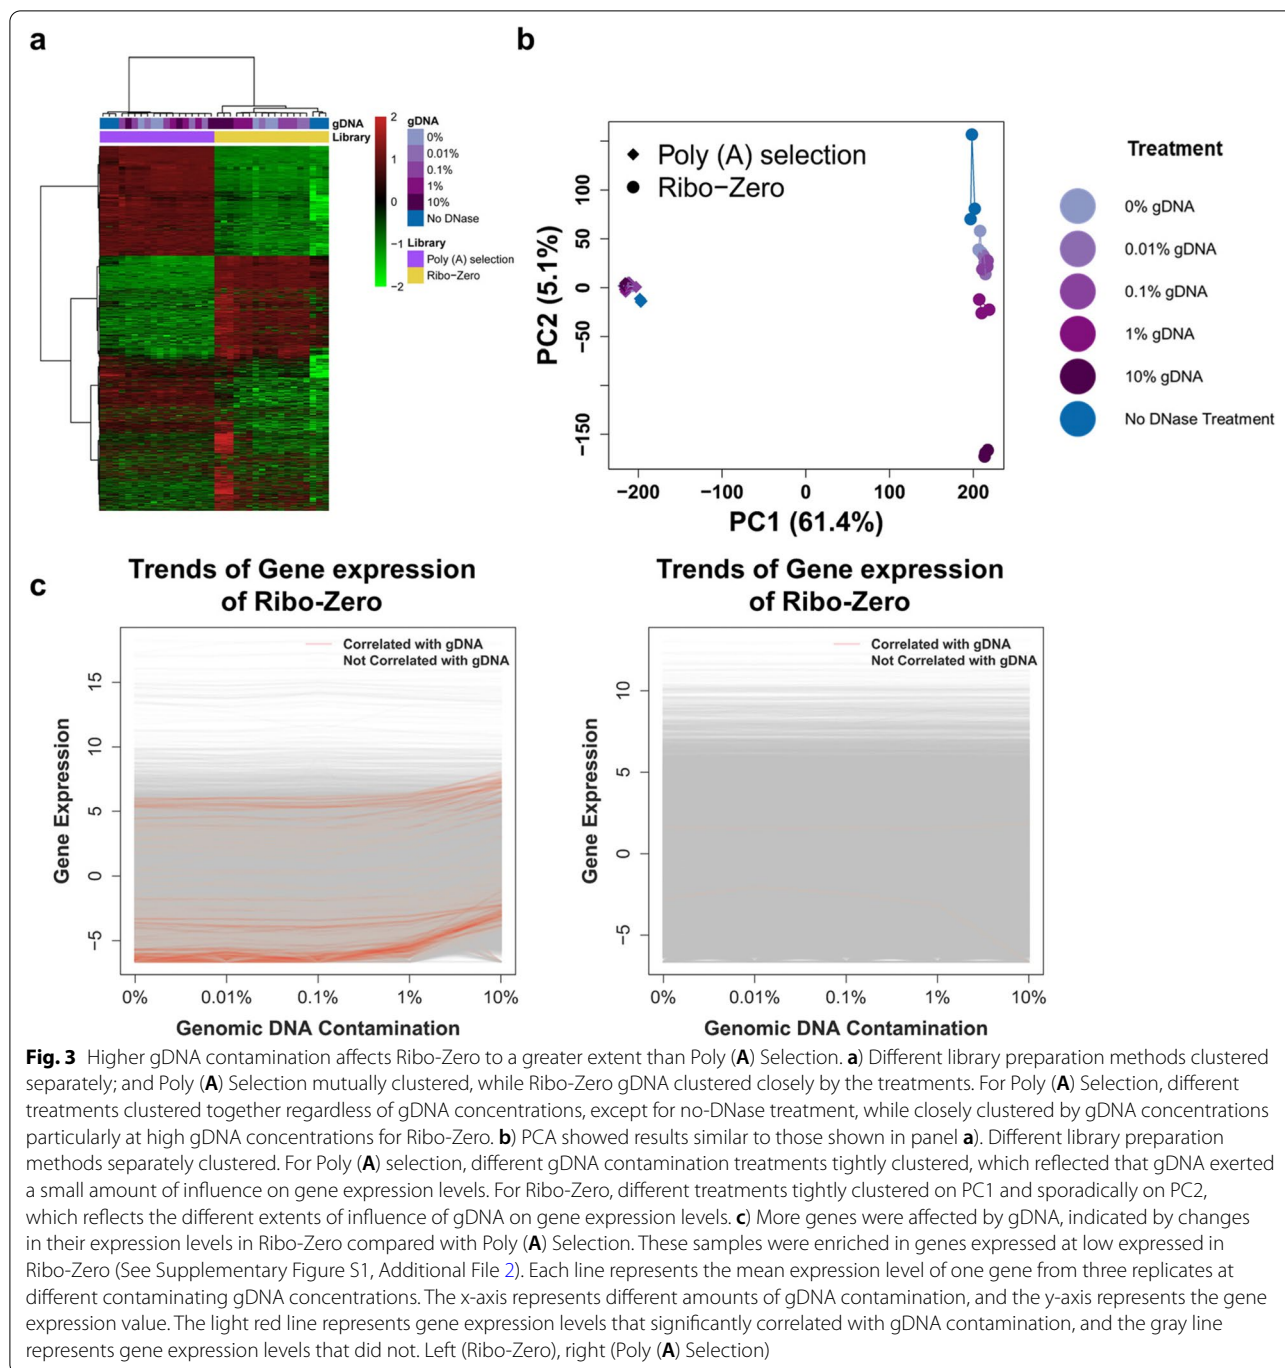 a
gDNA
Library
2
1
0
−1
−2
gDNA
0%
0.01%
0.1%
1%
10%
No DNase
Library
Poly (A) selection
Ribo−Zero
b
Poly (A) selection
Ribo−Zero
PC2 (5.1%)
100
50
0
−50
−150
−200
−100
0
100
200
PC1 (61.4%)
Treatment
0% gDNA
0.01% gDNA
0.1% gDNA
1% gDNA
10% gDNA
No DNase Treatment
c
Trends of Gene expression
of Ribo-Zero
Correlated with gDNA
Not Correlated with gDNA
Gene Expression
15
10
5
0
−5
0%
0.01%
0.1%
1%
10%
Genomic DNA Contamination
Trends of Gene expression
of Ribo-Zero
Correlated with gDNA
Not Correlated with gDNA
Gene Expression
10
5
0
−5
0%
0.01%
0.1%
1%
10%
Genomic DNA Contamination
Fig. 3 Higher gDNA contamination affects Ribo-Zero to a greater extent than Poly (A) Selection. a) Different library preparation methods clustered
separately; and Poly (A) Selection mutually clustered, while Ribo-Zero gDNA clustered closely by the treatments. For Poly (A) Selection, different
treatments clustered together regardless of gDNA concentrations, except for no-DNase treatment, while closely clustered by gDNA concentrations
particularly at high gDNA concentrations for Ribo-Zero. b) PCA showed results similar to those shown in panel a). Different library preparation
methods separately clustered. For Poly (A) selection, different gDNA contamination treatments tightly clustered, which reflected that gDNA exerted
a small amount of influence on gene expression levels. For Ribo-Zero, different treatments tightly clustered on PC1 and sporadically on PC2,
which reflects the different extents of influence of gDNA on gene expression levels. c) More genes were affected by gDNA, indicated by changes
in their expression levels in Ribo-Zero compared with Poly (A) Selection. These samples were enriched in genes expressed at low expressed in
Ribo-Zero (See Supplementary Figure S1, Additional File 2). Each line represents the mean expression level of one gene from three replicates at
different contaminating gDNA concentrations. The x-axis represents different amounts of gDNA contamination, and the y-axis represents the gene
expression value. The light red line represents gene expression levels that significantly correlated with gDNA contamination, and the gray line
represents gene expression levels that did not. Left (Ribo-Zero), right (Poly (A) Selection)